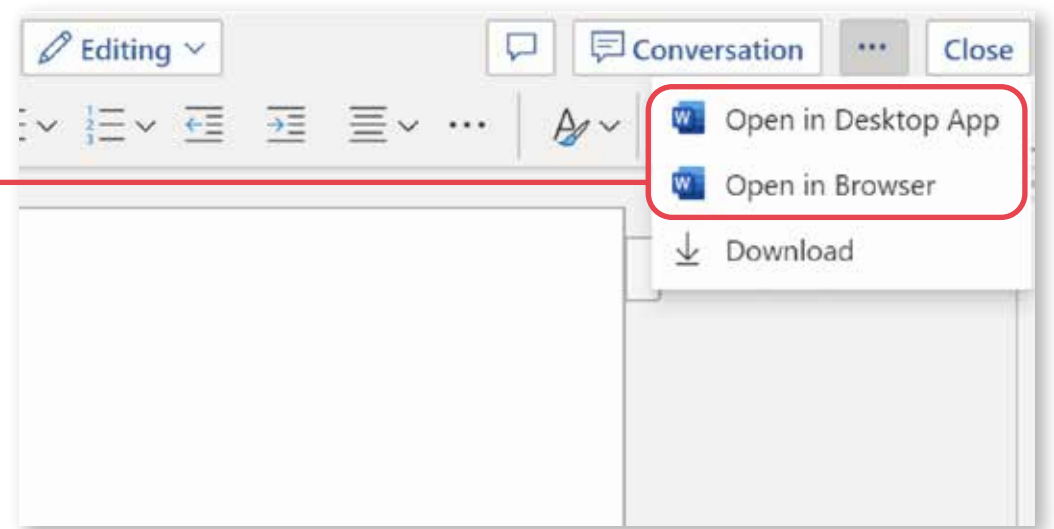 Editing
Conversation
Close
Open in Desktop App
Open in Browser
Download